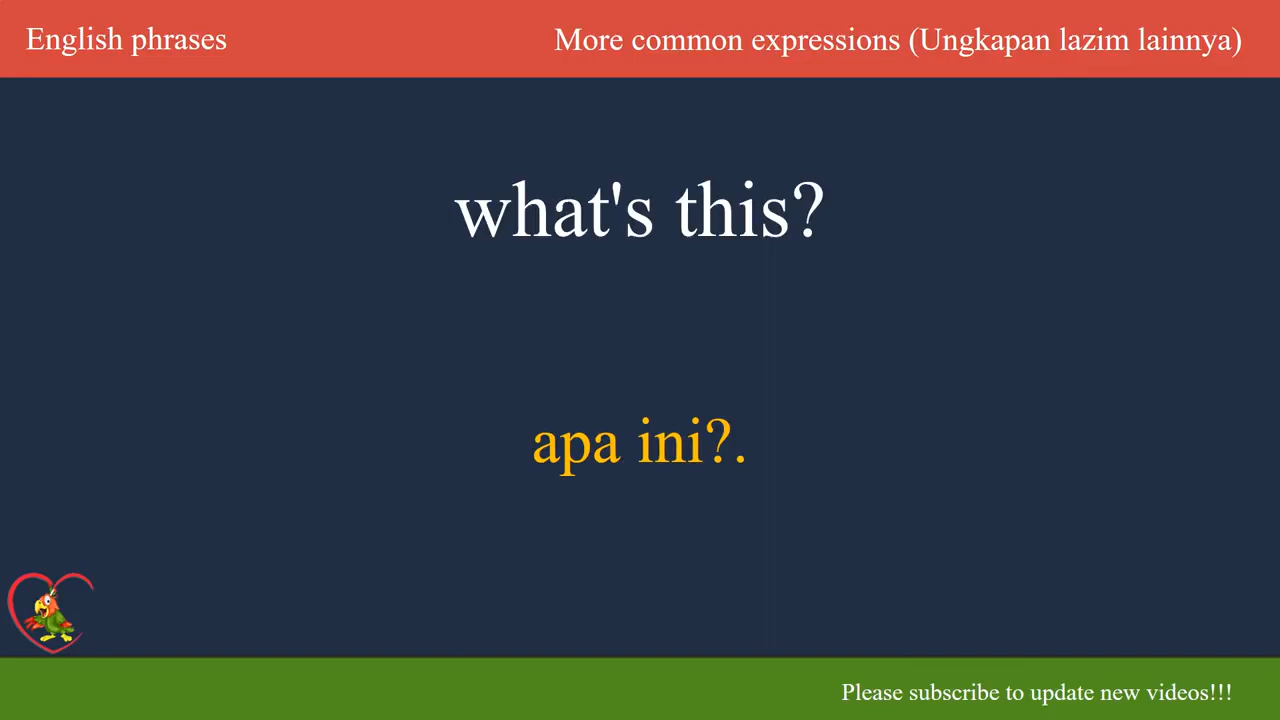 English phrases
More common expressions (Ungkapan lazim lainnya)
what's this?
apa ini?.
Please subscribe to update new videos!!!